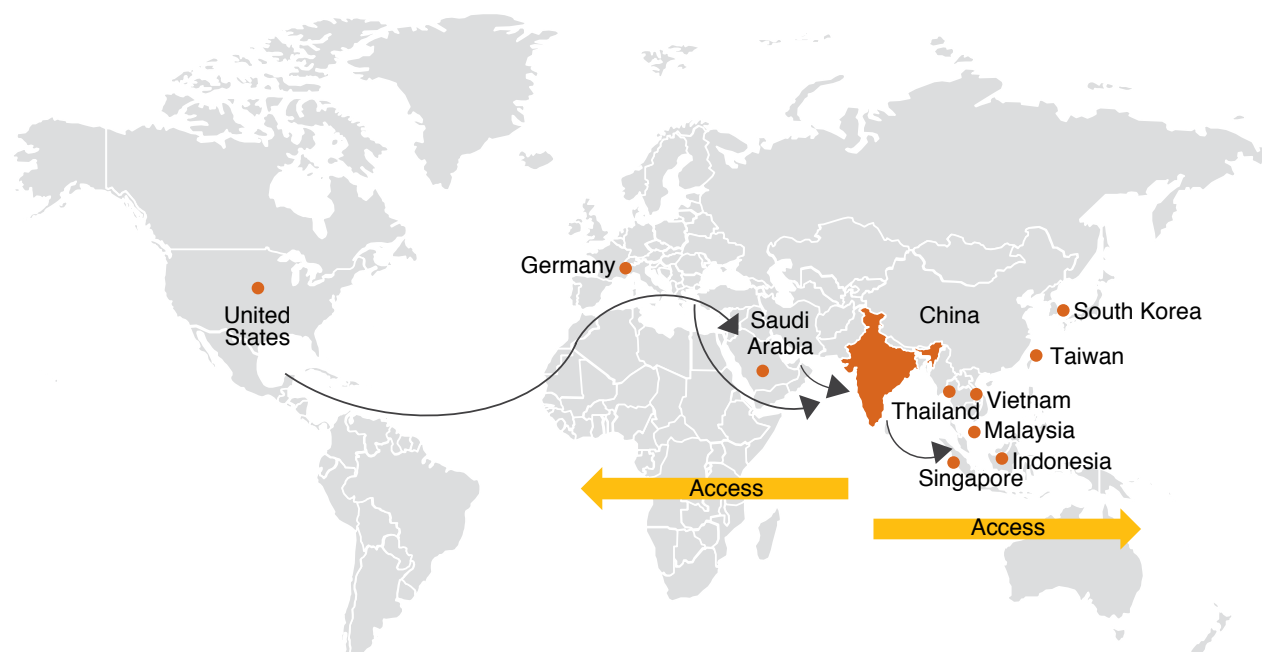 Germany
United
States
Saudi
Arabia
China
South Korea
Taiwan
Thailand
Vietnam
Malaysia
Indonesia
Singapore
Access
Access